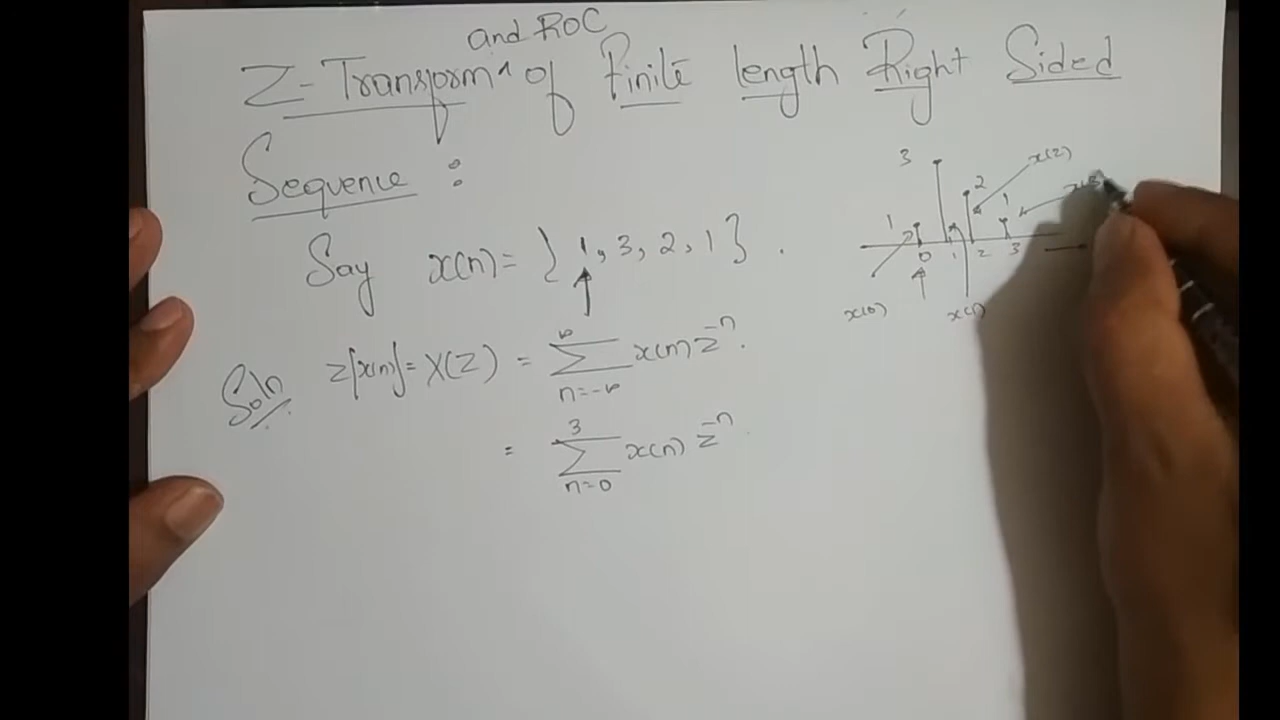 and ROC
Z-Transform^ of Finite length Right Sided
Sequence :
Say x(n) = { 1, 3, 2, 1 } .
↑
Soln Z[x(n)] = X(Z) = ∞ ∑ n=-∞ x(n) z^-n .
= 3 ∑ n=0 x(n) z^-n
3
2
x(2)
1
1
0 1 2 3
x(0)
x(1)